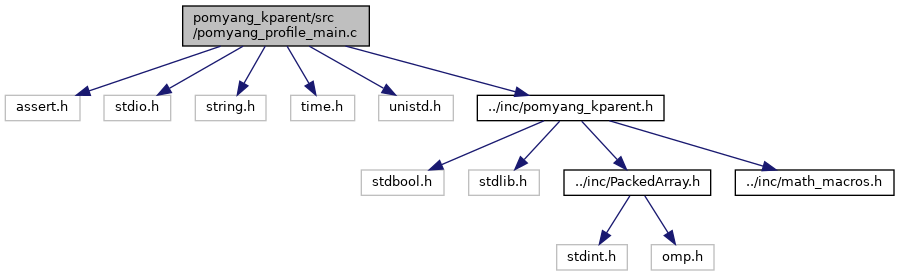 pomyang_kparent/src
/pomyang_profile_main.c
assert.h
stdio.h
string.h
time.h
unistd.h
../inc/pomyang_kparent.h
stdbool.h
stdlib.h
../inc/PackedArray.h
../inc/math_macros.h
stdint.h
omp.h